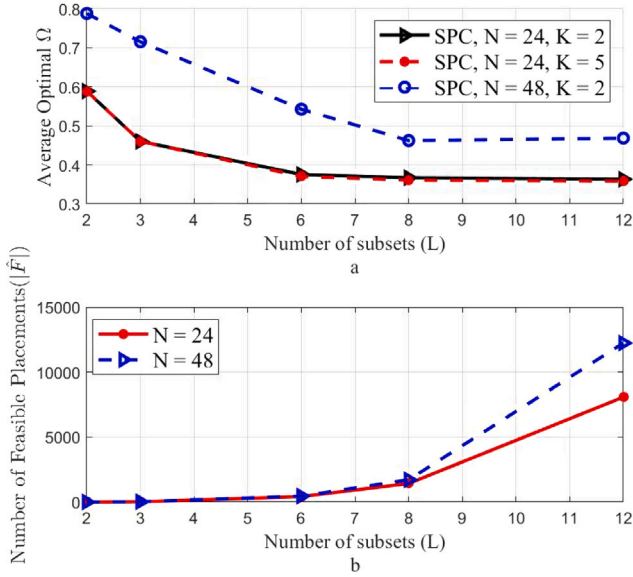 0.8
0.7
0.6
0.5
0.4
0.3
Average Optimal Ω
SPC, N = 24, K = 2
SPC, N = 24, K = 5
SPC, N = 48, K = 2
2 3 4 5 6 7 8 9 10 11 12
Number of subsets (L)
a
15000
10000
5000
0
Number of Feasible Placements(|F̂|)
N = 24
N = 48
2 3 4 5 6 7 8 9 10 11 12
Number of subsets (L)
b